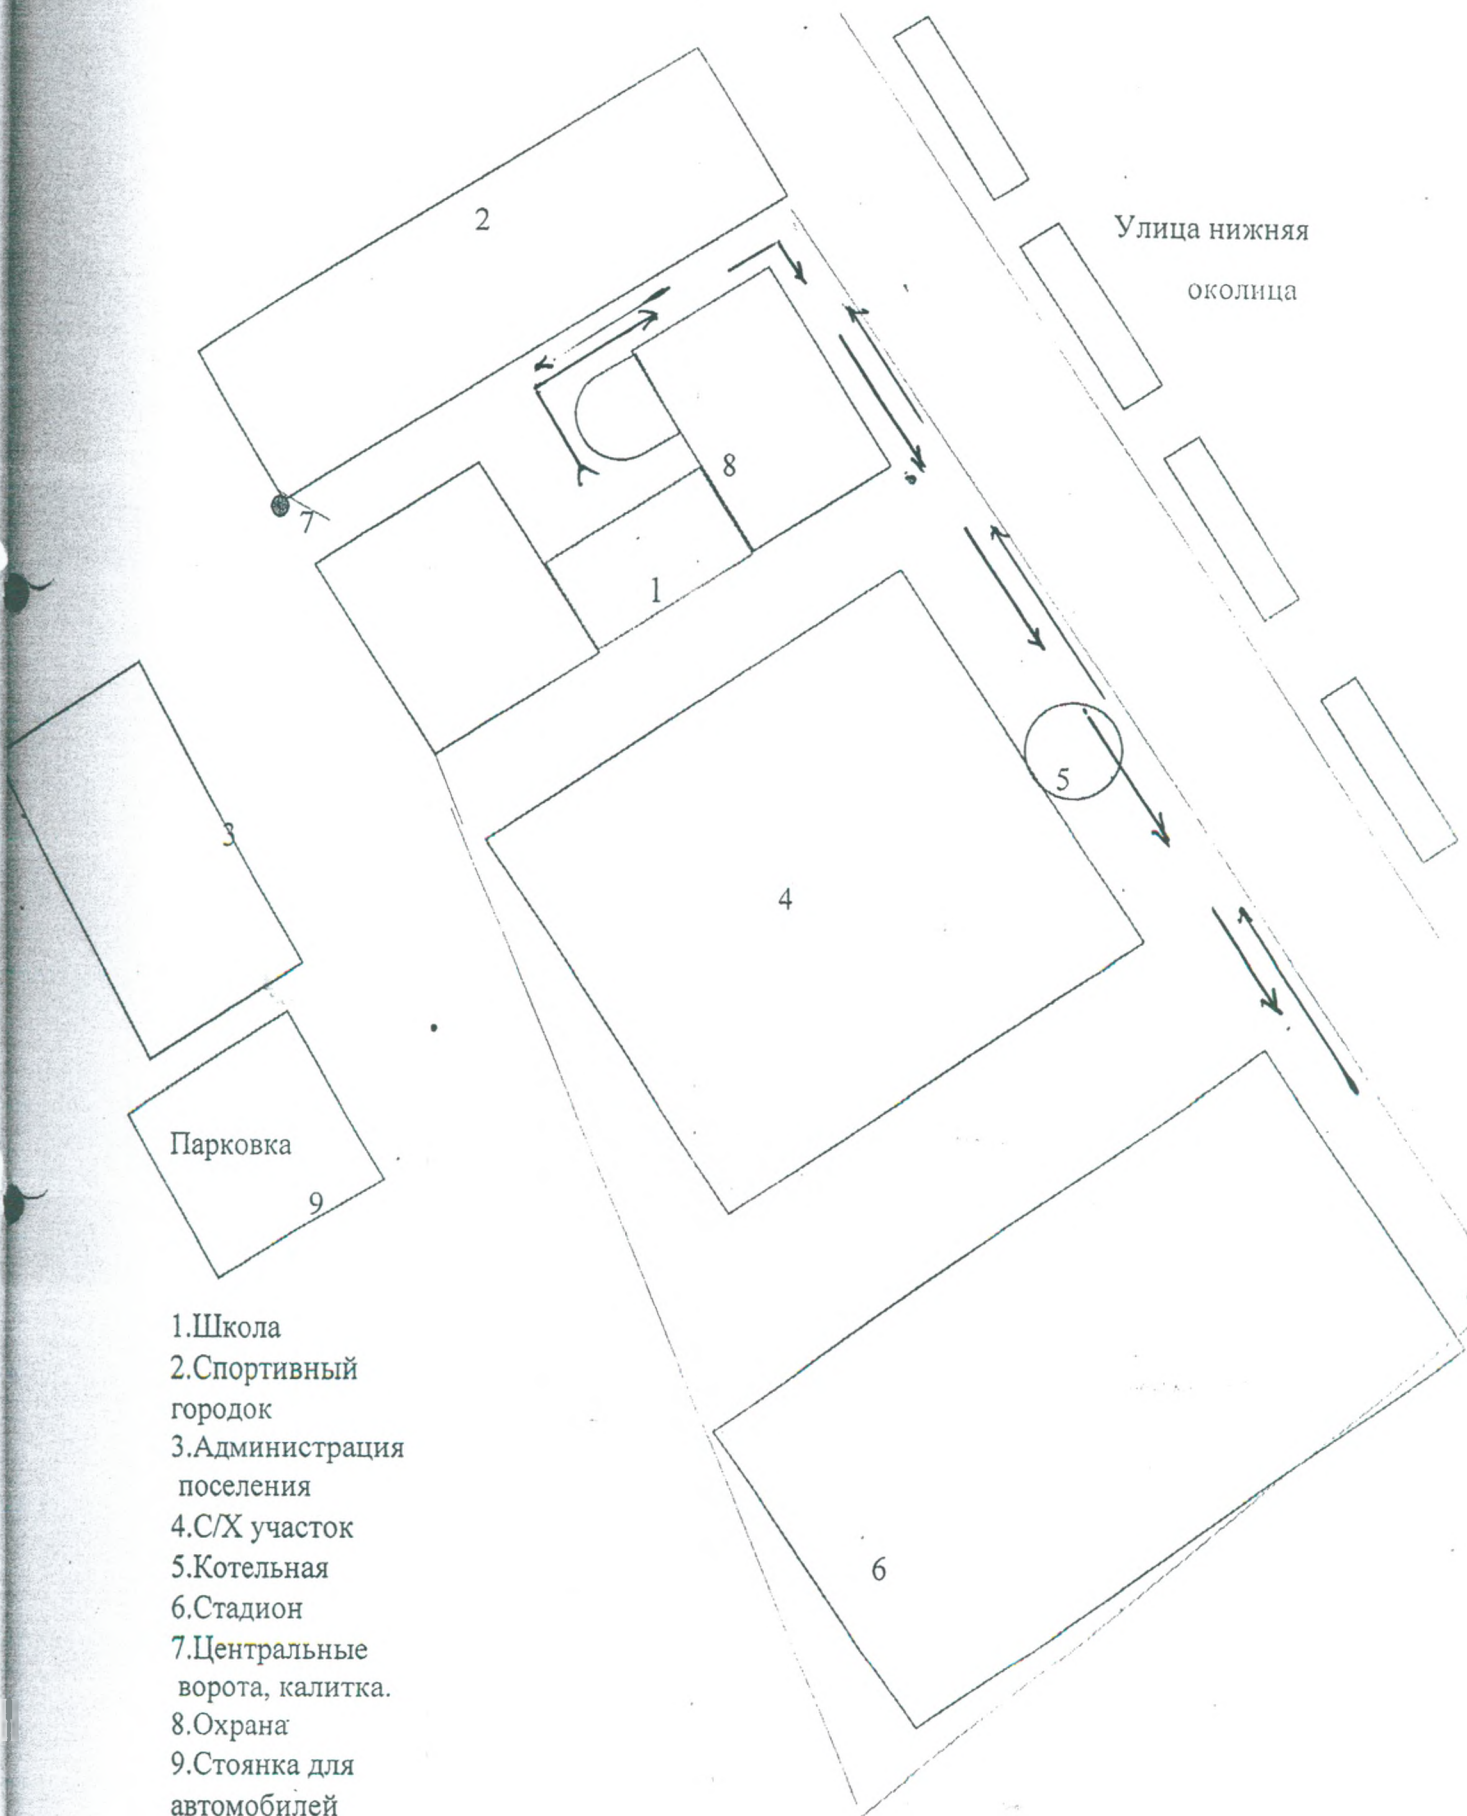 2
Улица нижняя
околица
8
7
1
5
3
4
Парковка
9
1.Школа
2.Спортивный
городок
3.Администрация
поселения
4.С/Х участок
5.Котельная
6.Стадион
6
7.Центральные
ворота, калитка.
8.Охрана
9.Стоянка для
автомобилей